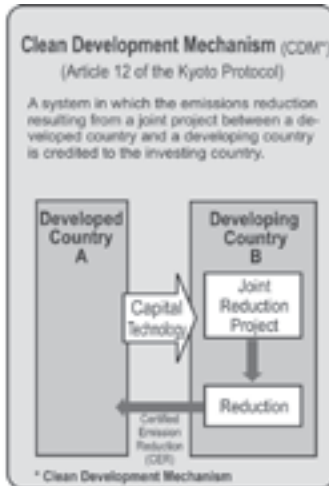 Clean Development Mechanism (CDM*)
(Article 12 of the Kyoto Protocol)
A system in which the emissions reduction
resulting from a joint project between a de-
veloped country and a developing country
is credited to the investing country.
Developed
Country
A
Developing
Country
B
Capital
Technology
Joint
Reduction
Project
Reduction
Certified
Emission
Reduction
(CER)
* Clean Development Mechanism